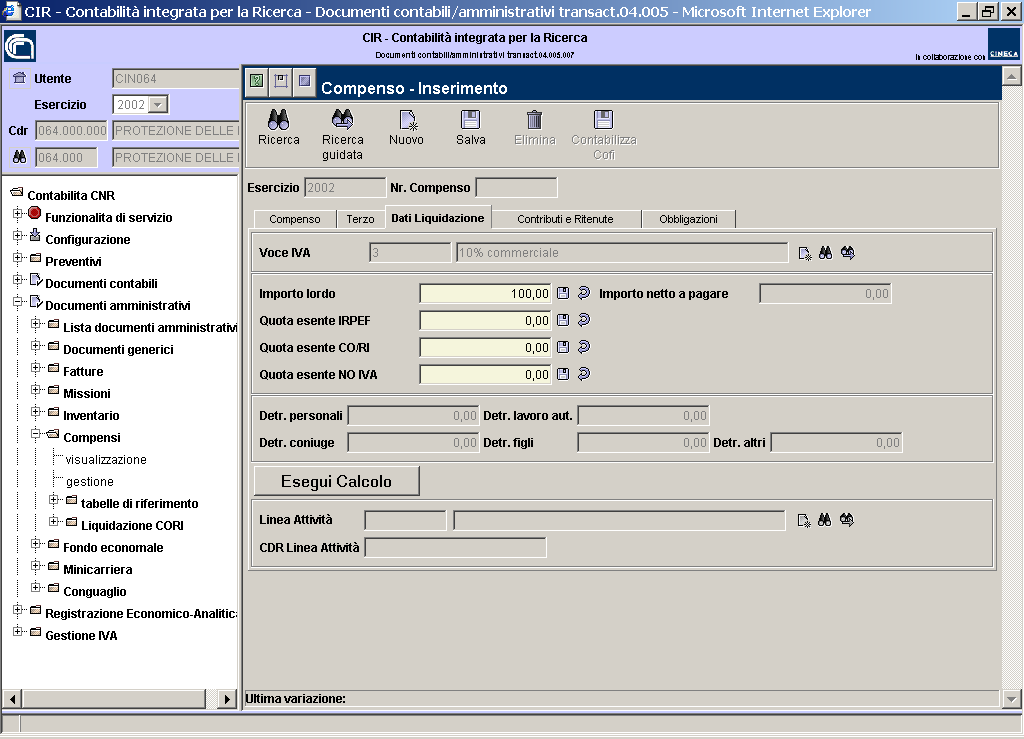 CIR - Contabilità integrata per la Ricerca - Documenti contabili/amministrativi transact.04.005 - Microsoft Internet Explorer
CIR - Contabilità integrata per la Ricerca
Documenti contabili/amministrativi transact.04.005.007
In collaborazione con CINECA
Utente CIN064
Esercizio 2002
Cdr 064.000.000 PROTEZIONE DELLE
064.000 PROTEZIONE DELLE
Contabilita CNR
Funzionalita di servizio
Configurazione
Preventivi
Documenti contabili
Documenti amministrativi
Lista documenti amministrativi
Documenti generici
Fatture
Missioni
Inventario
Compensi
visualizzazione
gestione
tabelle di riferimento
Liquidazione CORI
Fondo economale
Minicarriera
Conguaglio
Registrazione Economico-Analitica
Gestione IVA
Compenso - Inserimento
Ricerca
Ricerca guidata
Nuovo
Salva
Elimina
Contabilizza Cofi
Esercizio 2002 Nr. Compenso
Compenso Terzo Dati Liquidazione Contributi e Ritenute Obbligazioni
Voce IVA 3 10% commerciale
Importo lordo 100,00 Importo netto a pagare 0,00
Quota esente IRPEF 0,00
Quota esente CO/RI 0,00
Quota esente NO IVA 0,00
Detr. personali 0,00 Detr. lavoro aut. 0,00
Detr. coniuge 0,00 Detr. figli 0,00 Detr. altri 0,00
Esegui Calcolo
Linea Attività
CDR Linea Attività
Ultima variazione: